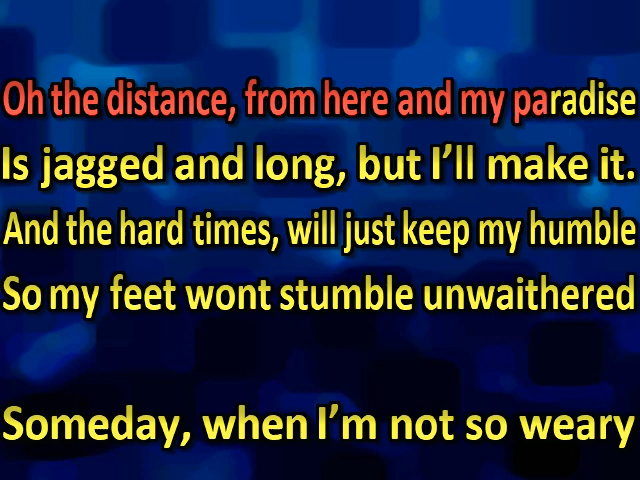 Oh the distance, from here and my paradise
Is jagged and long, but I’ll make it.
And the hard times, will just keep my humble
So my feet wont stumble unwaithered
Someday, when I’m not so weary